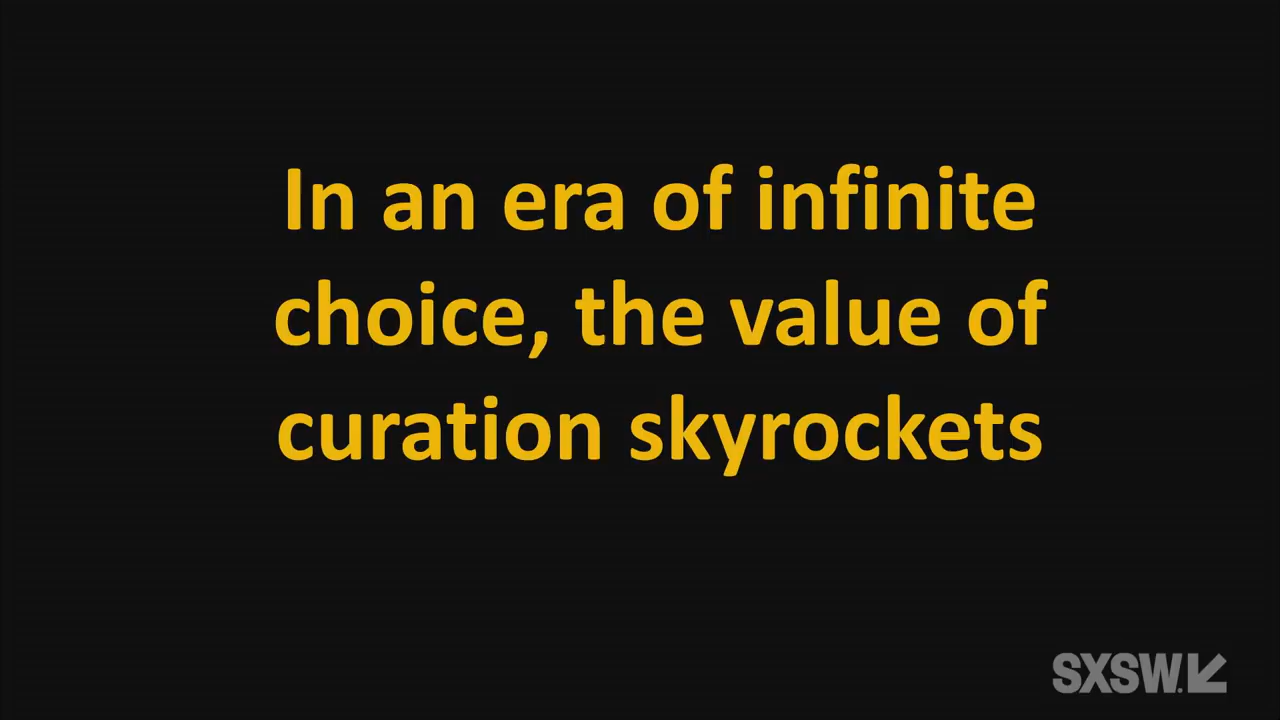 In an era of infinite
choice, the value of
curation skyrockets
SXSW.